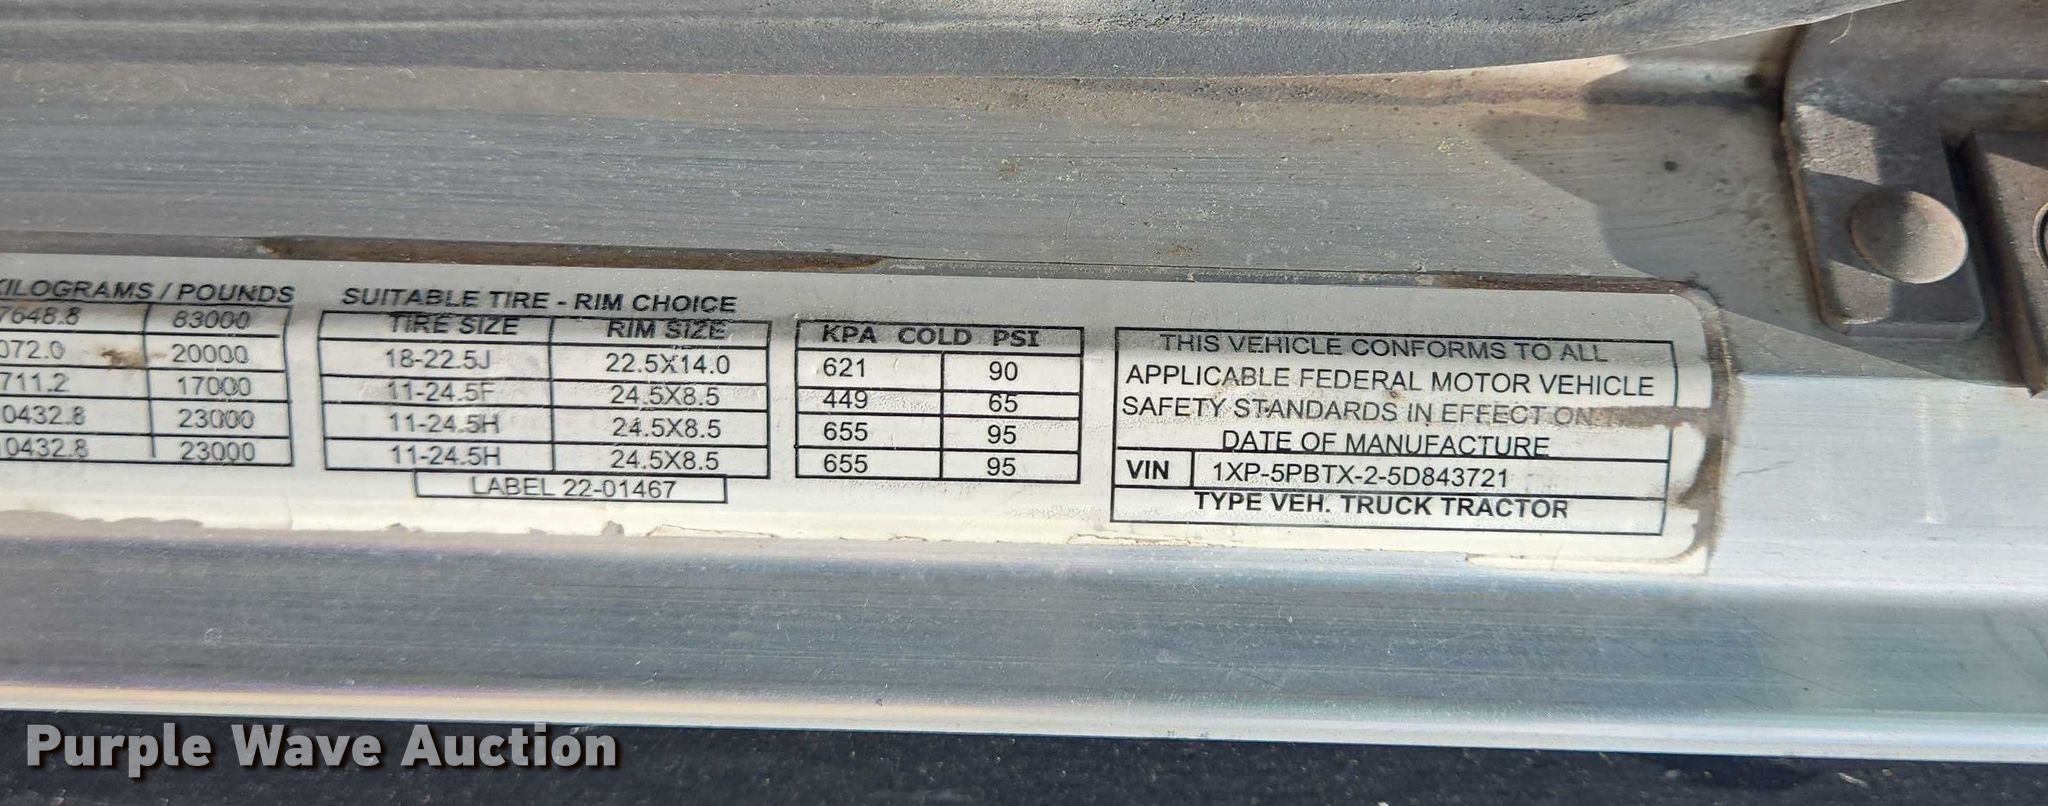 KILOGRAMS / POUNDS
7648.8 83000
072.0 20000
711.2 17000
0432.8 23000
0432.8 23000
SUITABLE TIRE - RIM CHOICE
TIRE SIZE RIM SIZE
18-22.5J 22.5X14.0
11-24.5F 24.5X8.5
11-24.5H 24.5X8.5
11-24.5H 24.5X8.5
LABEL 22-01467
KPA COLD PSI
621 90
449 65
655 95
655 95
THIS VEHICLE CONFORMS TO ALL
APPLICABLE FEDERAL MOTOR VEHICLE
SAFETY STANDARDS IN EFFECT ON
DATE OF MANUFACTURE
VIN 1XP-5PBTX-2-5D843721
TYPE VEH. TRUCK TRACTOR
Purple Wave Auction